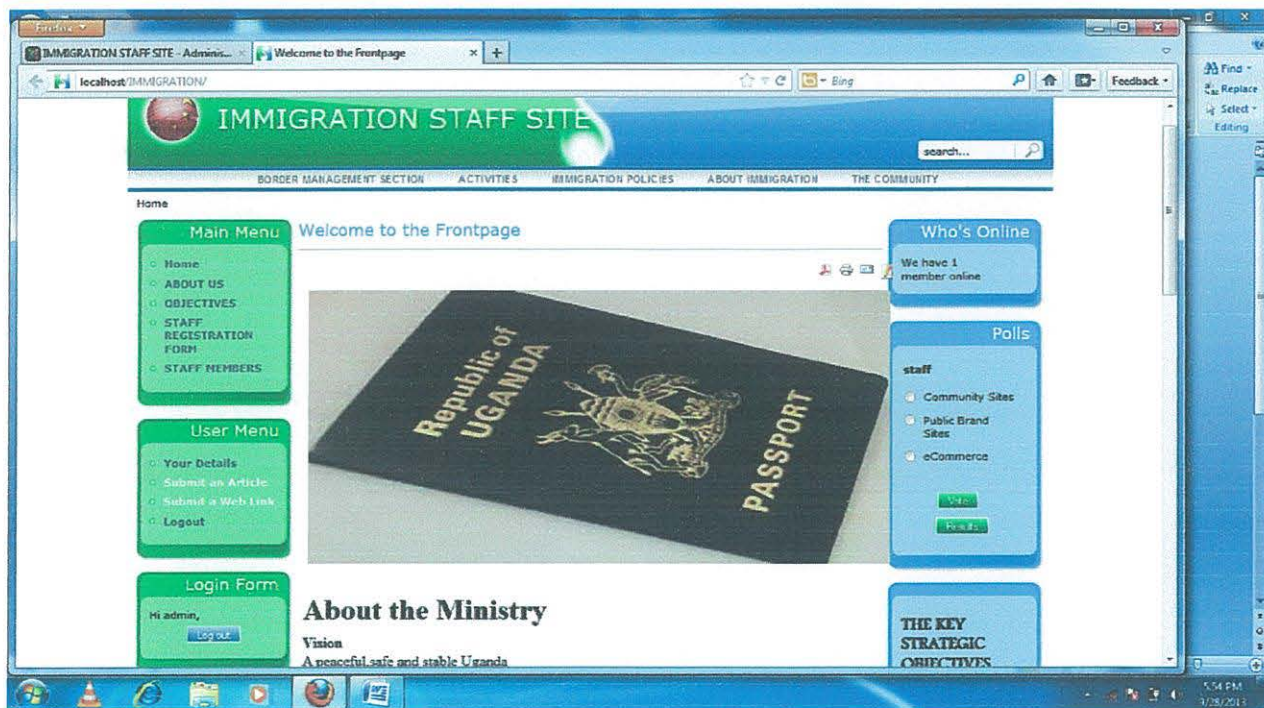 Firefox
IMMIGRATION STAFF SITE - Adminis...
Welcome to the Frontpage
localhost/IMMIGRATION/
Bing
Feedback
Find
Replace
Select
Editing
IMMIGRATION STAFF SITE
search...
BORDER MANAGEMENT SECTION ACTIVITIES IMMIGRATION POLICIES ABOUT IMMIGRATION THE COMMUNITY
Home
Main Menu
Home
ABOUT US
OBJECTIVES
STAFF
REGISTRATION
FORM
STAFF MEMBERS
User Menu
Your Details
Submit an Article
Submit a Web Link
Logout
Login Form
Hi admin,
Log out
Welcome to the Frontpage
Republic of
UGANDA
PASSPORT
About the Ministry
Vision
A peaceful,safe and stable Uganda
Who's Online
We have 1
member online
Polls
staff
Community Sites
Public Brand
Sites
eCommerce
Vote
Results
THE KEY
STRATEGIC
OBJECTIVES
5:54 PM